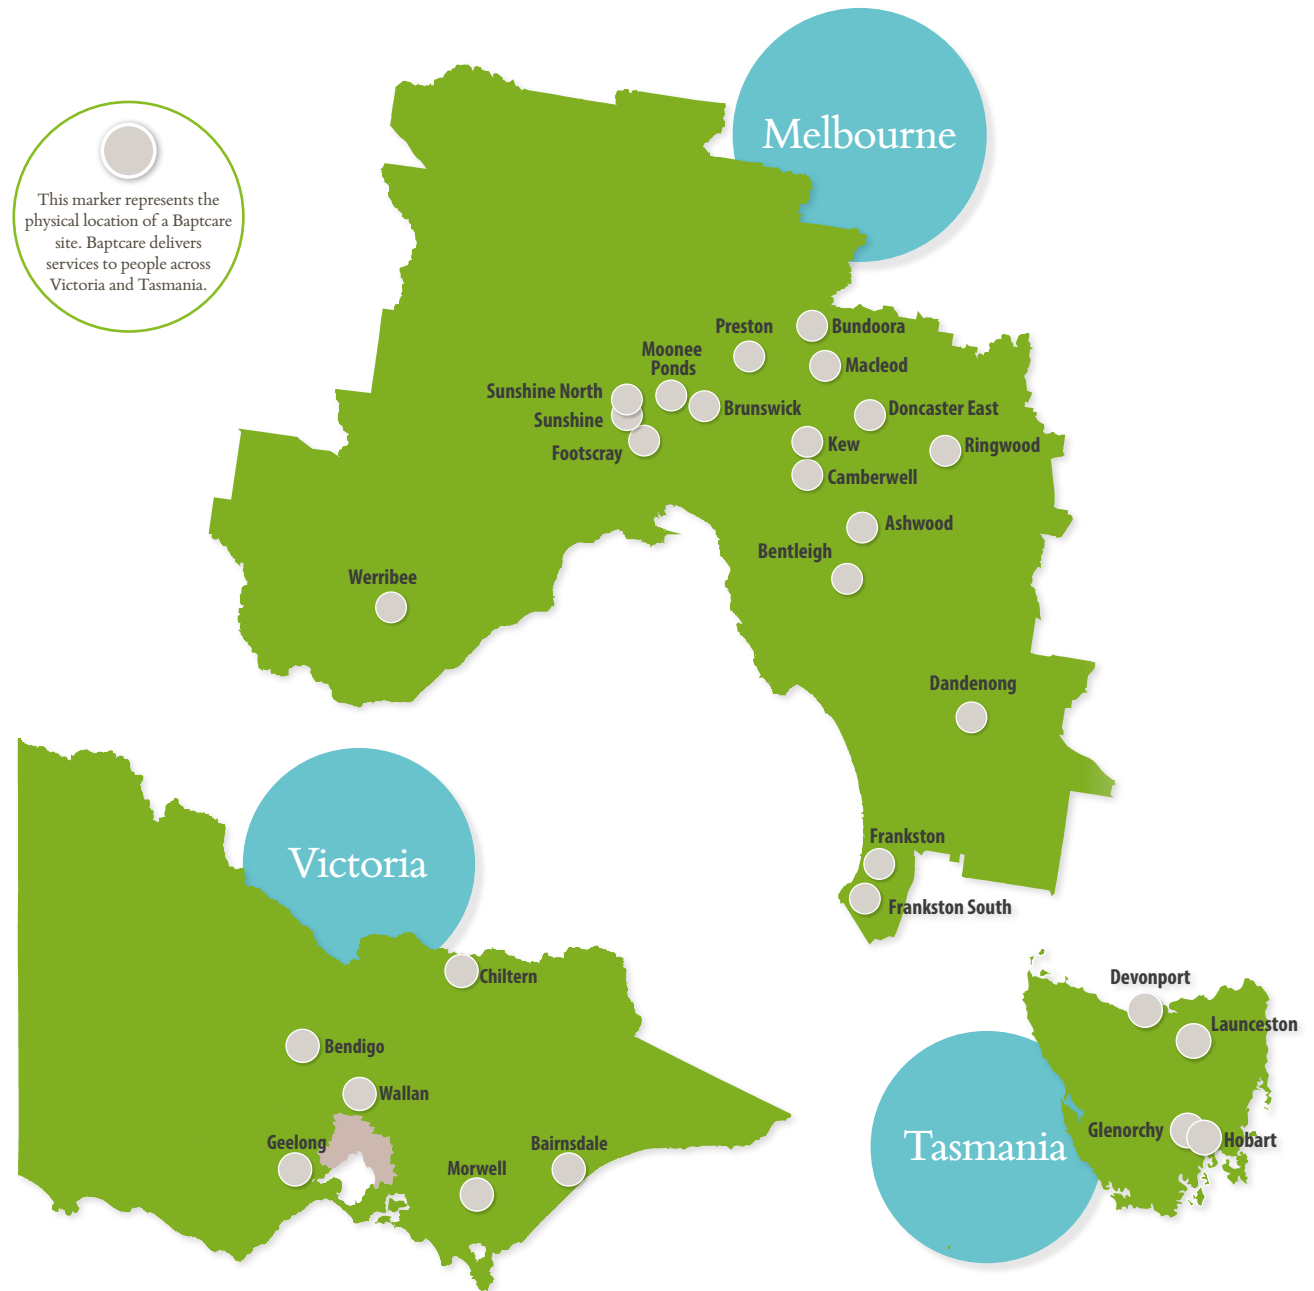 Melbourne
This marker represents the
physical location of a Baptcare
site. Baptcare delivers
services to people across
Victoria and Tasmania.
Preston
Bundoora
Moonee
Ponds
Macleod
Sunshine North
Brunswick
Doncaster East
Sunshine
Footscray
Kew
Ringwood
Camberwell
Ashwood
Bentleigh
Werribee
Dandenong
Frankston
Frankston South
Victoria
Chiltern
Bendigo
Wallan
Geelong
Morwell
Bairnsdale
Devonport
Launceston
Tasmania
Glenorchy
Hobart